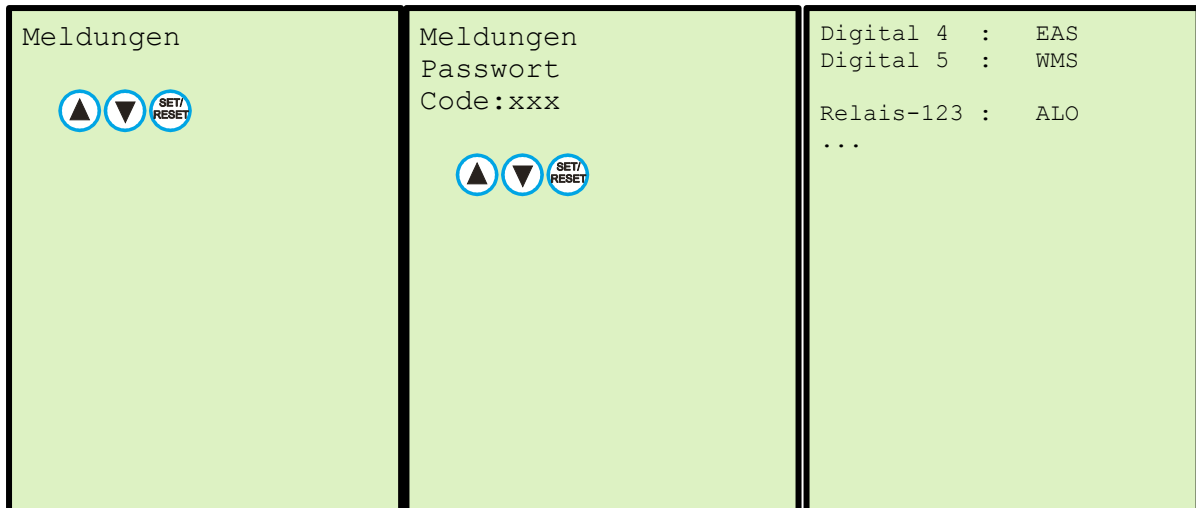 Meldungen
SET/
RESET
Meldungen
Passwort
Code:xxx
SET/
RESET
Digital 4 : EAS
Digital 5 : WMS
Relais-123 : ALO
...